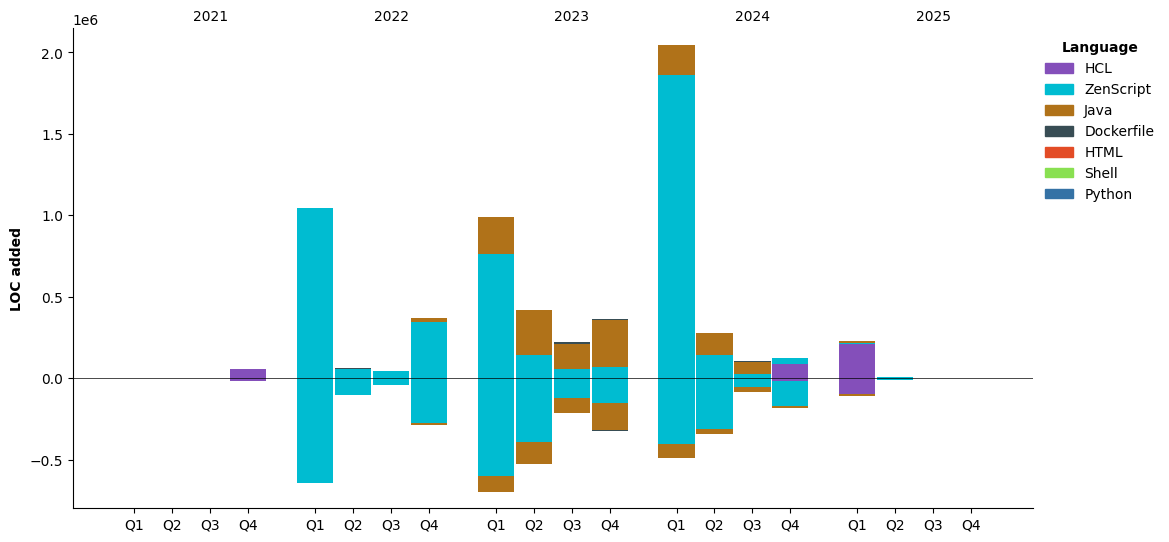 1e6
2021 2022 2023 2024 2025
2.0
1.5
1.0
0.5
0.0
−0.5
LOC added
Q1 Q2 Q3 Q4 Q1 Q2 Q3 Q4 Q1 Q2 Q3 Q4 Q1 Q2 Q3 Q4 Q1 Q2 Q3 Q4
Language
HCL
ZenScript
Java
Dockerfile
HTML
Shell
Python